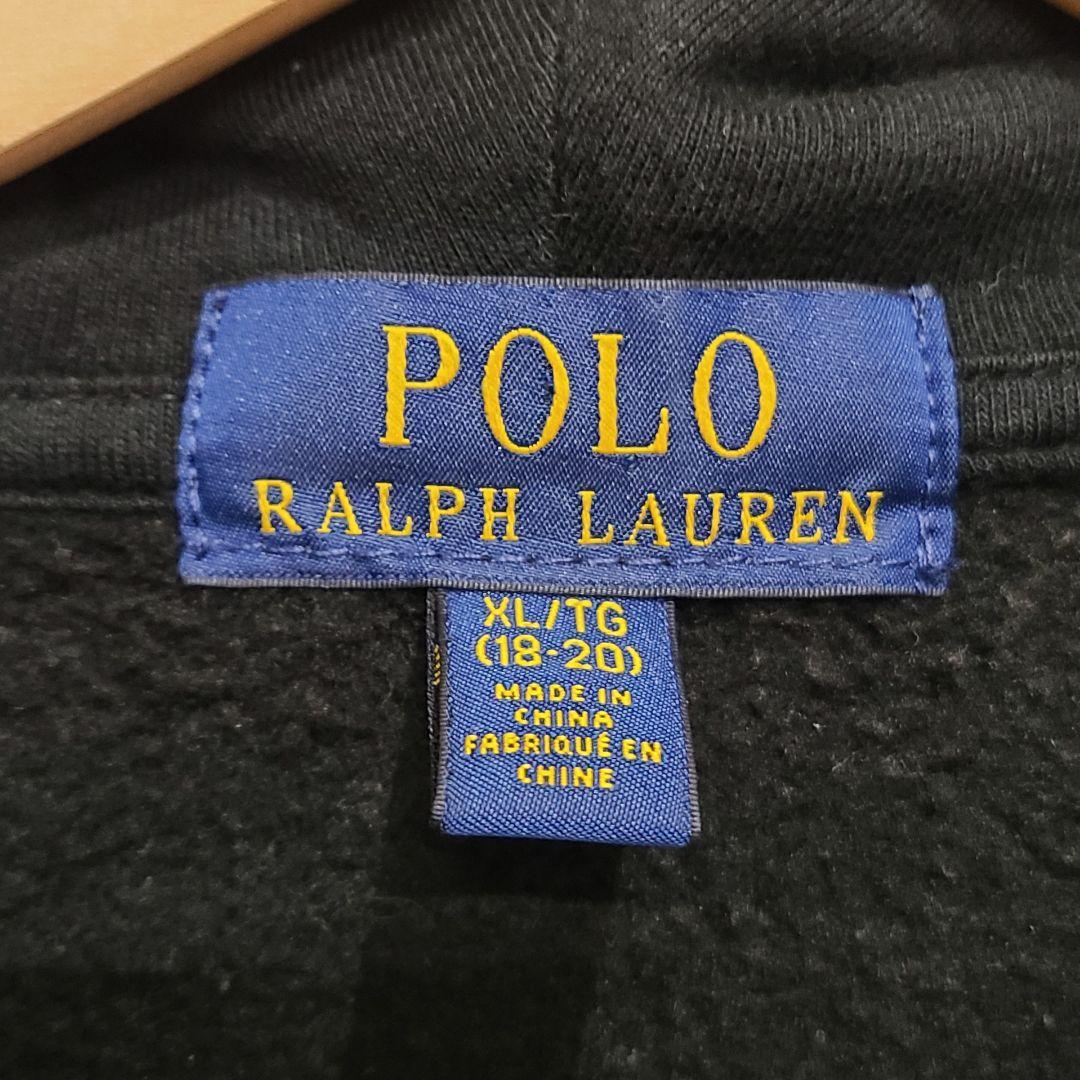 POLO
RALPH LAUREN
XL/TG
(18-20)
MADE IN
CHINA
FABRIQUÉ EN
CHINE